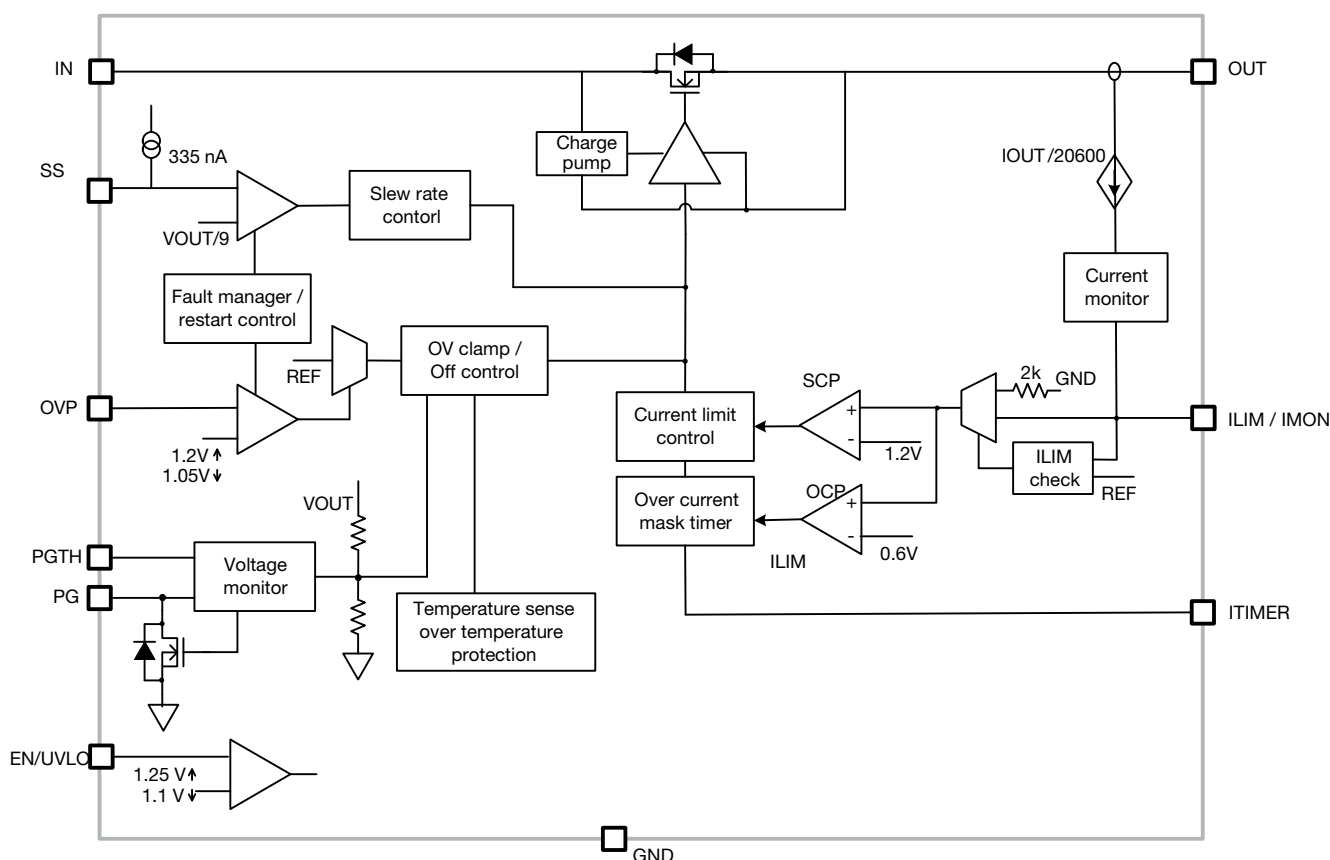 IN
OUT
335 nA
SS
Charge
pump
IOUT/20600
Slew rate
contorl
VOUT/9
Fault manager /
restart control
Current
monitor
REF
OV clamp /
Off control
OVP
1.2V
1.05V
SCP
Current limit
control
+
-
1.2V
2k
GND
ILIM / IMON
ILIM
check
REF
VOUT
Over current
mask timer
OCP
+
-
0.6V
ILIM
PGTH
PG
Voltage
monitor
Temperature sense
over temperature
protection
ITIMER
EN/UVLO
1.25 V
1.1 V
GND